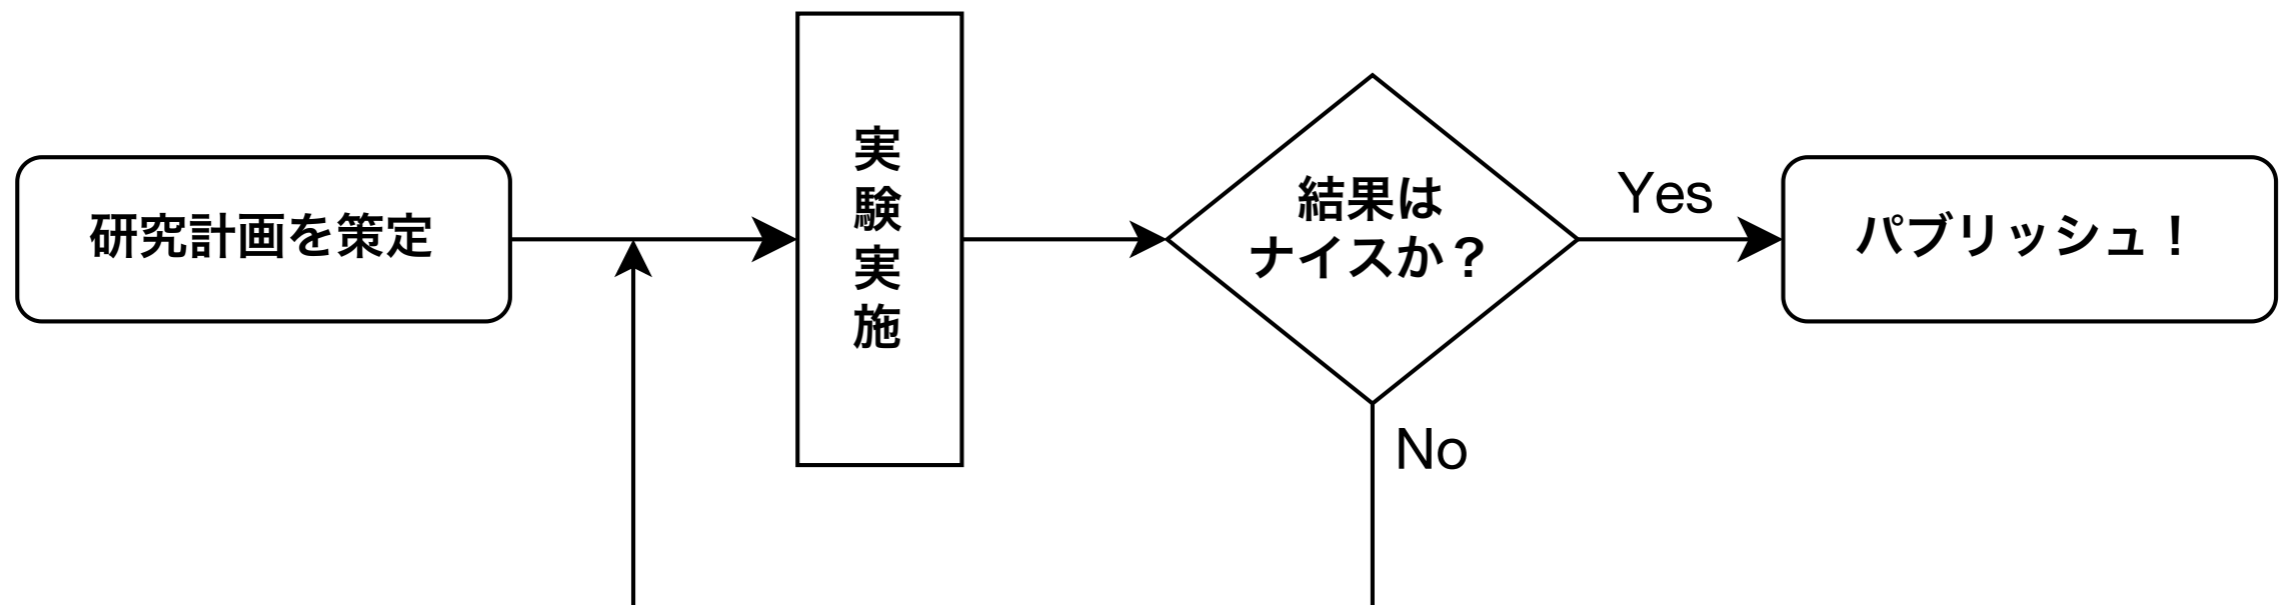 研究計画を策定
実験実施
結果は
ナイスか？
Yes
パブリッシュ！
No